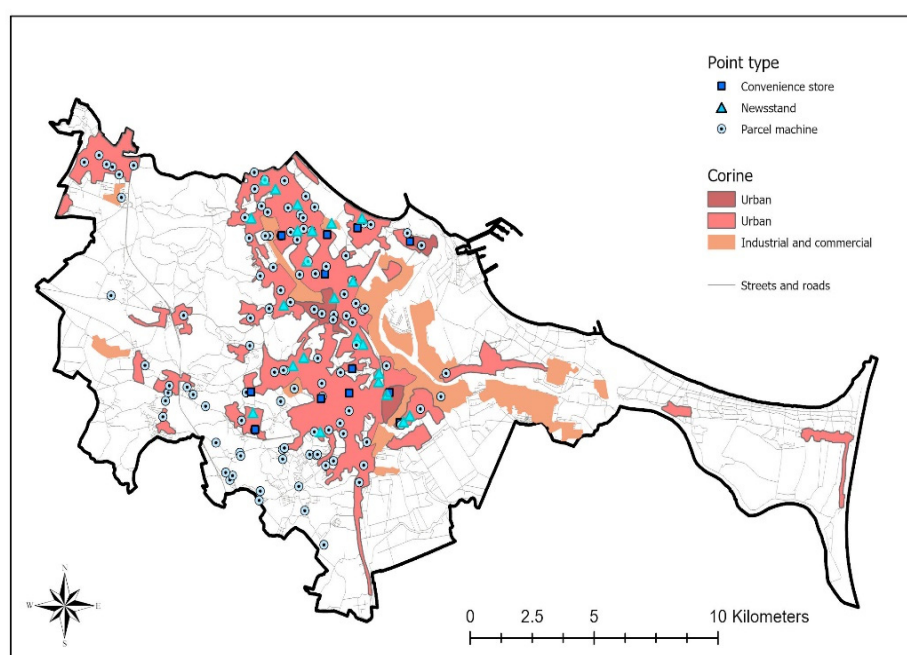 Point type
Convenience store
Newsstand
Parcel machine
Corine
Urban
Urban
Industrial and commercial
Streets and roads
N
W E
S
0 2.5 5 10 Kilometers